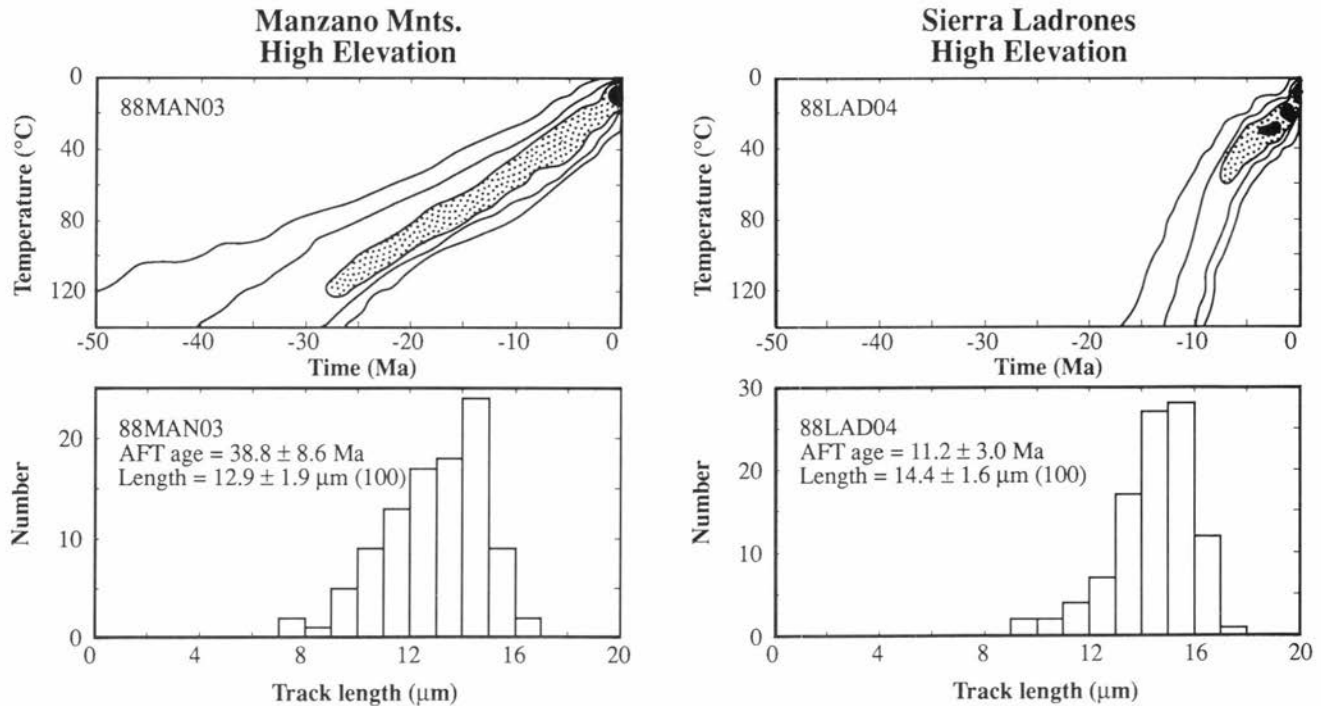 Manzano Mnts.
High Elevation
0
40
80
120
Temperature (°C)
88MAN03
-50
-40
-30
-20
-10
0
Time (Ma)
Sierra Ladrones
High Elevation
0
40
80
120
Temperature (°C)
88LAD04
-50
-40
-30
-20
-10
0
Time (Ma)
20
10
0
Number
88MAN03
AFT age = 38.8 ± 8.6 Ma
Length = 12.9 ± 1.9 µm (100)
0
4
8
12
16
20
Track length (µm)
30
20
10
0
Number
88LAD04
AFT age = 11.2 ± 3.0 Ma
Length = 14.4 ± 1.6 µm (100)
0
4
8
12
16
20
Track length (µm)